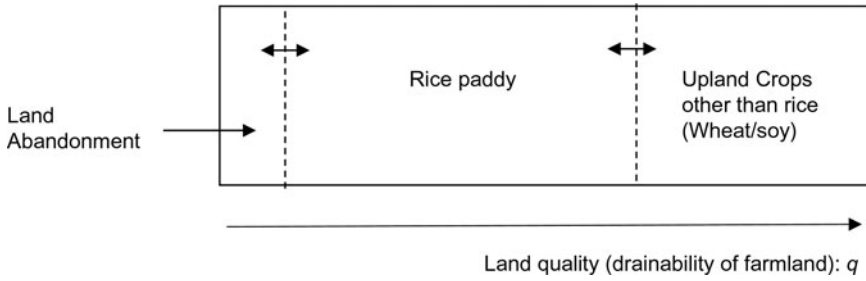 Land
Abandonment
Rice paddy
Upland Crops
other than rice
(Wheat/soy)
Land quality (drainability of farmland): q